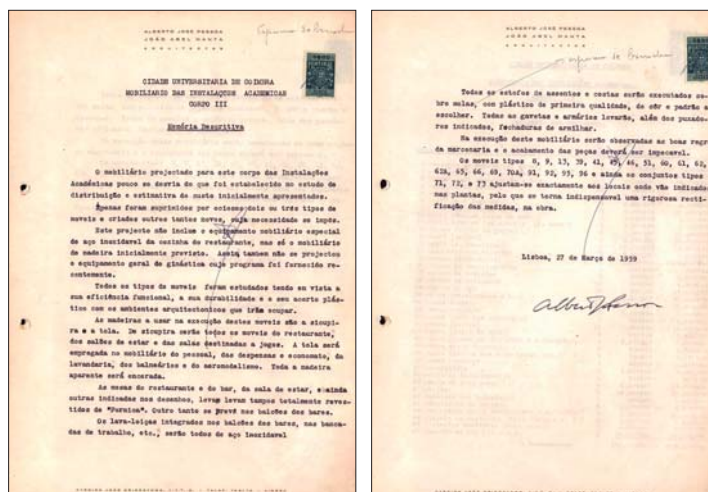 ALBERTO JOSÉ PESSOA
JOÃO ABEL MANTA
ARQUITECTOS
CIDADE UNIVERSITARIA DE COIMBRA
MOBILIARIO DAS INSTALAÇOES ACADEMICAS
CORPO III
Memória Descritiva
O mobiliário projectado para este corpo das Instalações
Académicas pouco se desvia do que foi estabelecido no estudo de
distribuição e estimativa de custo inicialmente apresentados.
Apenas foram suprimidos por ociosos dois ou três tipos de
moveis e criados outros tantos novos, cuja necessidade se impôs.
Este projecto não inclue o equipamento mobiliário especial
de aço inoxidavel da cozinha do restaurante, mas só o mobiliário
de madeira inicialmente previsto. Assim tambem não se projectou
o equipamento geral de ginástica cujo programa foi fornecido re-
centemente.
Todos os tipos de moveis foram estudados tendo em vista a
sua eficiência funcional, a sua durabilidade e o seu acerto plás-
tico com os ambientes arquitectonicos que irão ocupar.
As madeiras a usar na execução destes moveis são a sicupi-
ra e a tola. De sicupira serão todos os moveis do restaurante,
dos salões de estar e das salas destinadas a jogos. A tola será
empregada no mobiliário do pessoal, das despensas e economato, da
lavandaria, dos balneários e do aeromodelismo. Toda a madeira
aparente será encerada.
As mesas do restaurante e do bar, da sala de estar, e ainda
outras indicadas nos desenhos, levam tampos totalmente reves-
tidos de "Formica". Outro tanto se prevê nos balcões dos bares.
Os lava-loiças integrados nos balcões dos bares, nas banca-
das de trabalho, etc., serão todos de aço inoxidavel
ALBERTO JOSÉ PESSOA
JOÃO ABEL MANTA
ARQUITECTOS
Todos os estofos de assentos e costas serão executados so-
bre molas, com plástico de primeira qualidade, de côr e padrão a
escolher. Todas as gavetas e armários levarão, além dos puxado-
res indicados, fechaduras de armilhar.
Na execução deste mobiliário serão observadas as boas regr
da marcenaria e o acabamento das peças deverá ser impecavel.
Os moveis tipos 8, 9, 13, 39, 41, 45, 46, 51, 60, 61, 62,
62A, 65, 66, 68, 70A, 91, 92, 93, 96 e ainda os conjuntos tipos
71, 72, e 73 ajustam-se exactamente aos locais onde vão indicado
nas plantas, pelo que se torna indispensavel uma rigorosa recti-
ficação das medidas, na obra.
Lisboa, 27 de Março de 1959